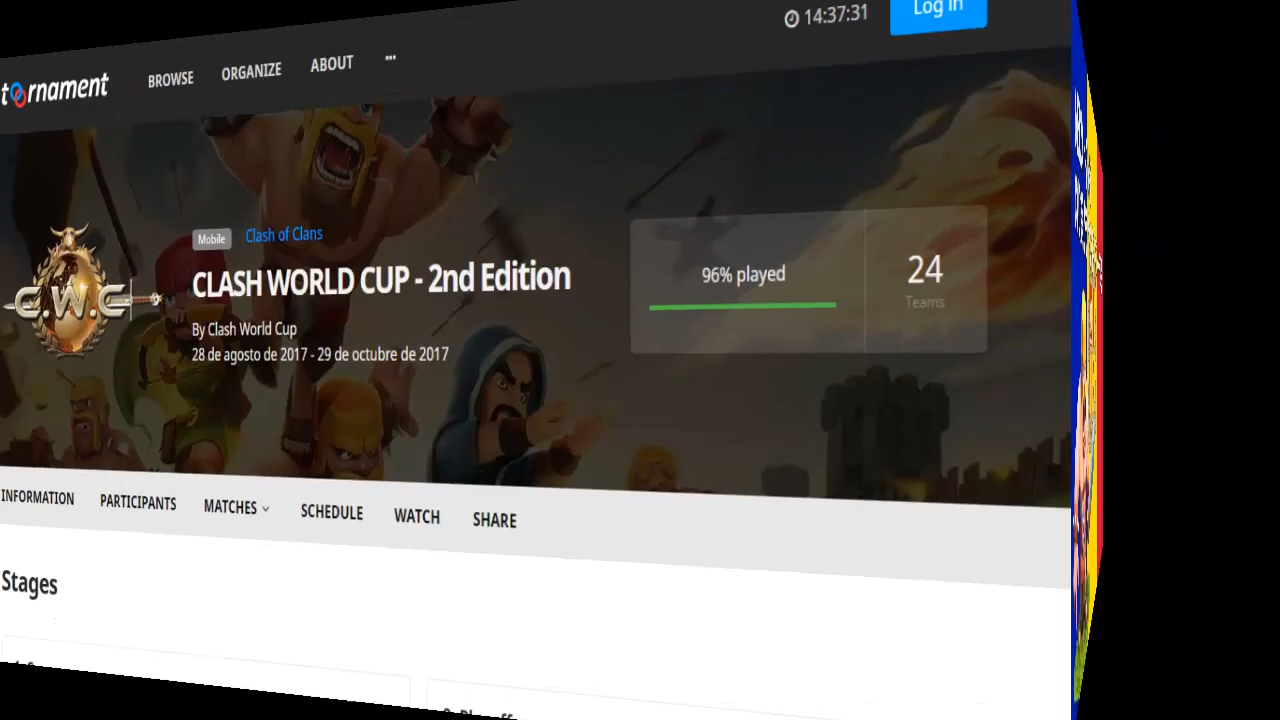 14:37:31
Log in
toornament
BROWSE
ORGANIZE
ABOUT
...
Mobile
Clash of Clans
C.W.C
CLASH WORLD CUP - 2nd Edition
By Clash World Cup
28 de agosto de 2017 - 29 de octubre de 2017
96% played
24
Teams
INFORMATION
PARTICIPANTS
MATCHES
SCHEDULE
WATCH
SHARE
Stages